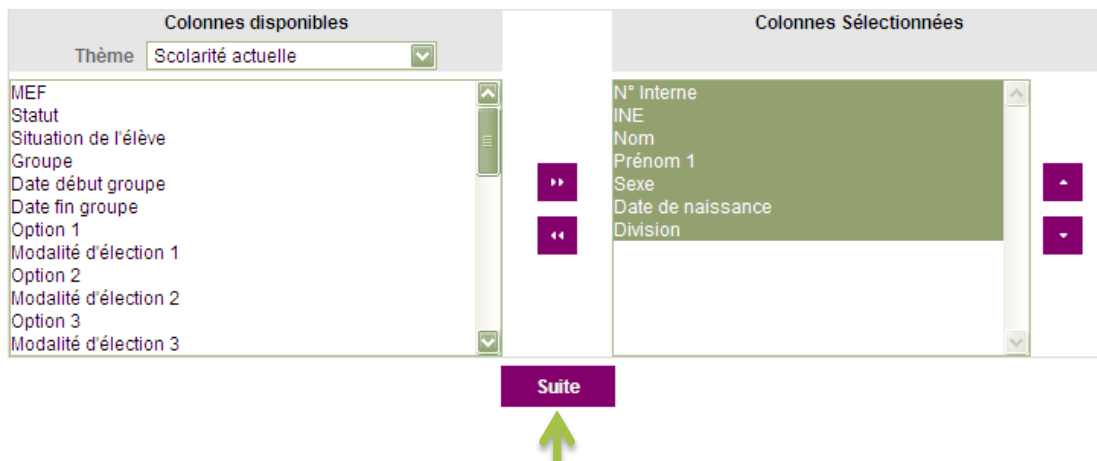 Colonnes disponibles
Thème Scolarité actuelle
MEF
Statut
Situation de l'élève
Groupe
Date début groupe
Date fin groupe
Option 1
Modalité d'élection 1
Option 2
Modalité d'élection 2
Option 3
Modalité d'élection 3
Colonnes Sélectionnées
N° Interne
INE
Nom
Prénom 1
Sexe
Date de naissance
Division
Suite